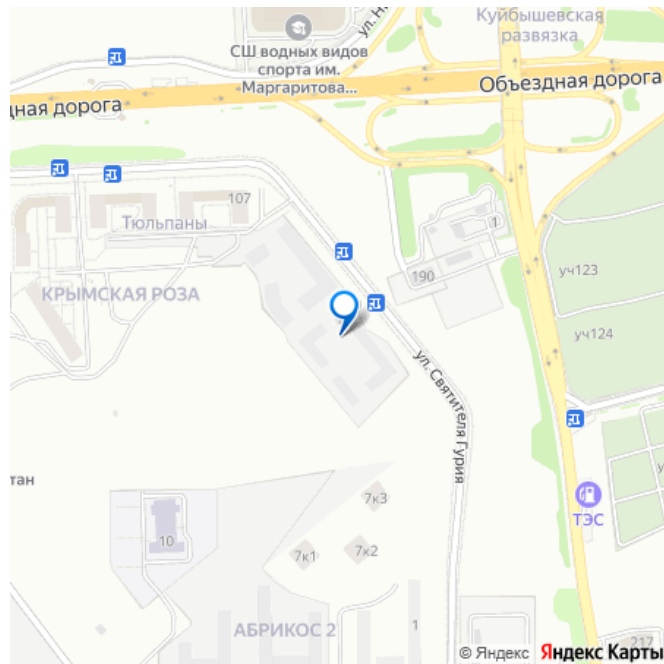 Куйбышевская
развязка
ул. Н
СШ водных видов
спорта им.
Маргаритова...
Объездная дорога
дная дорога
107
Тюльпаны
1
190
уч123
КРЫМСКАЯ РОЗА
уч124
ул. Святителя Гурия
тан
7к3
ТЭС
10
7к1
7к2
АБРИКОС 2
1
217
© Яндекс Яндекс Карты